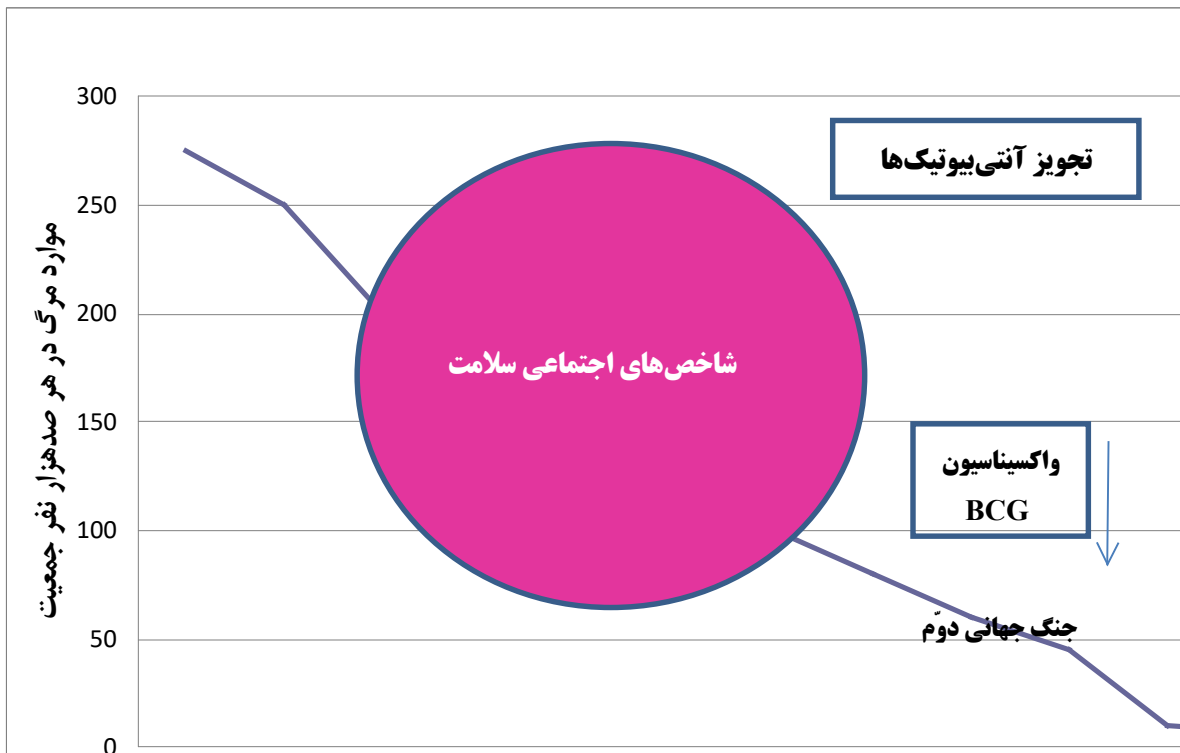 300
تجویز آنتی‌بیوتیک‌ها
250
موارد مرگ در هر صدهزار نفر جمعیت
200
شاخص‌های اجتماعی سلامت
150
واکسیناسیون
BCG
100
جنگ جهانی دوّم
50
0